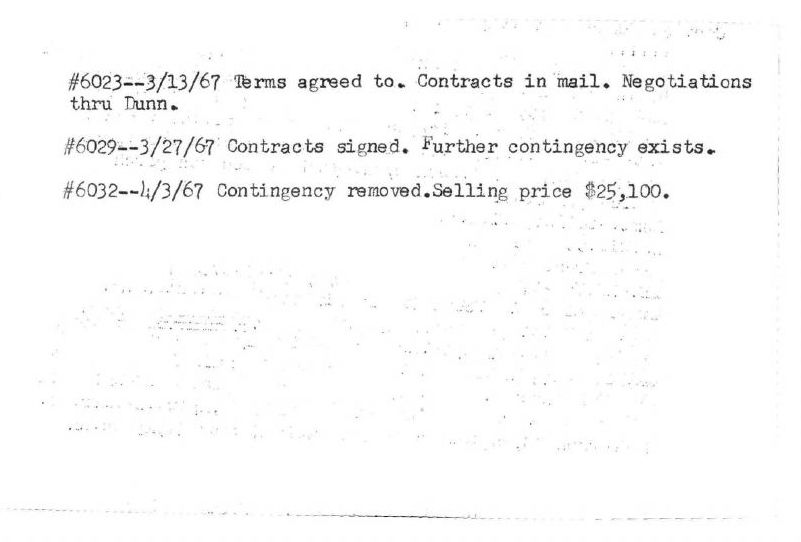 #6023--3/13/67 Terms agreed to. Contracts in mail. Negotiations
thru Dunn.
#6029--3/27/67 Contracts signed. Further contingency exists.
#6032--4/3/67 Contingency removed.Selling price $25,100.